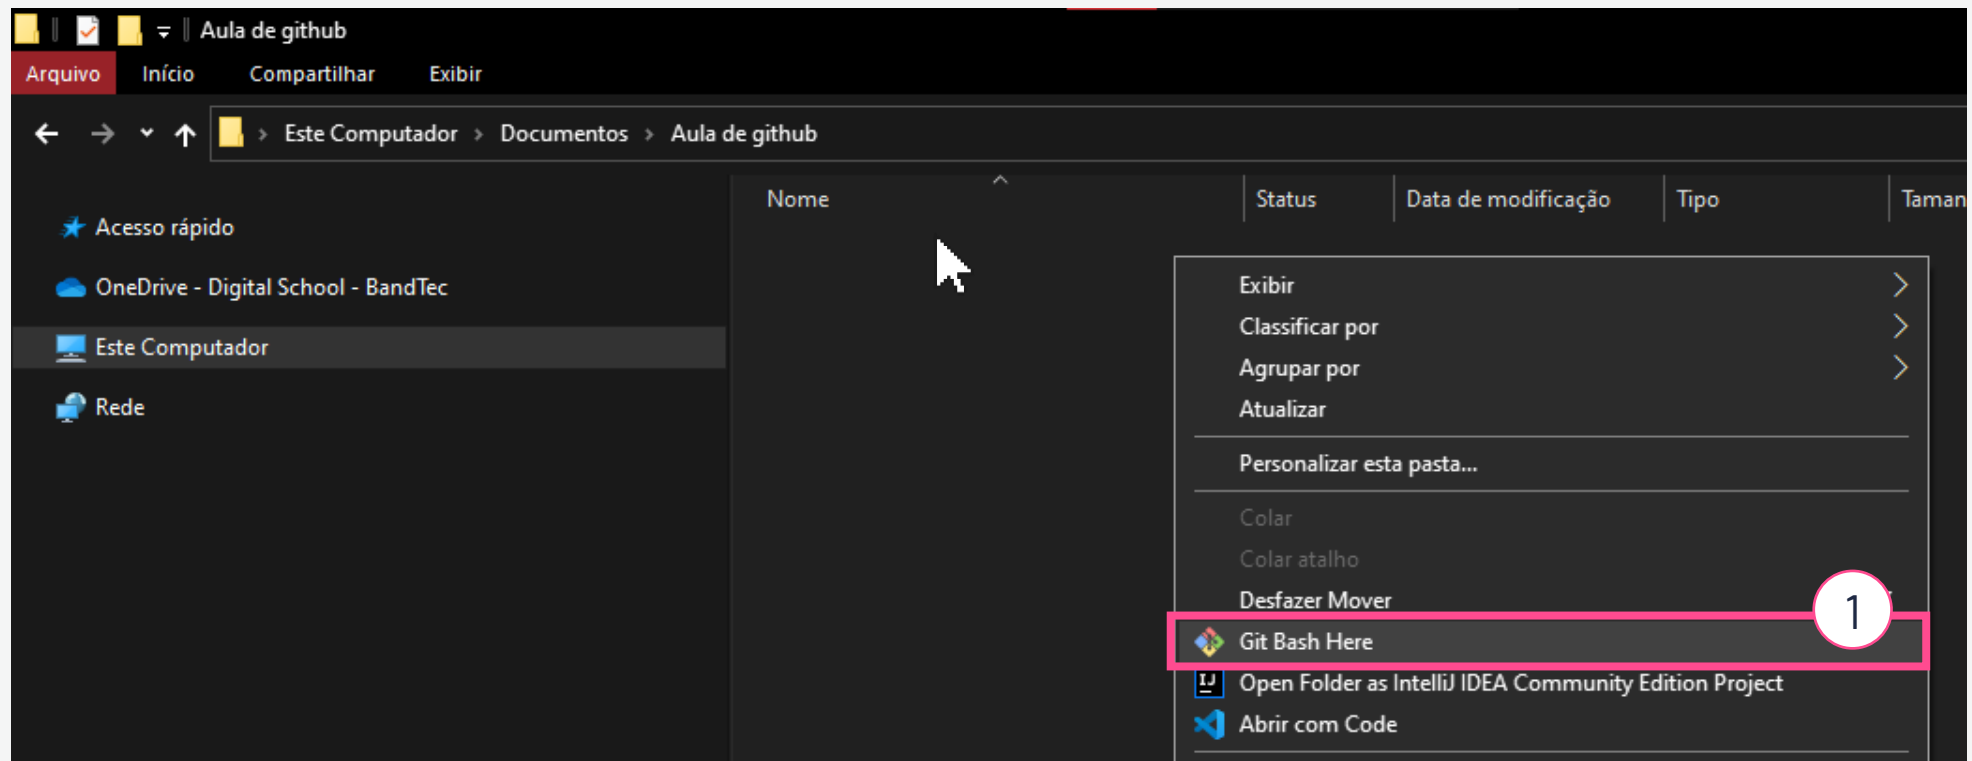 Aula de github
Arquivo Início Compartilhar Exibir
Este Computador > Documentos > Aula de github
Nome Status Data de modificação Tipo Taman
Acesso rápido
OneDrive - Digital School - BandTec
Este Computador
Rede
Exibir
Classificar por
Agrupar por
Atualizar
Personalizar esta pasta...
Colar
Colar atalho
Desfazer Mover
1
Git Bash Here
IJ Open Folder as IntelliJ IDEA Community Edition Project
Abrir com Code